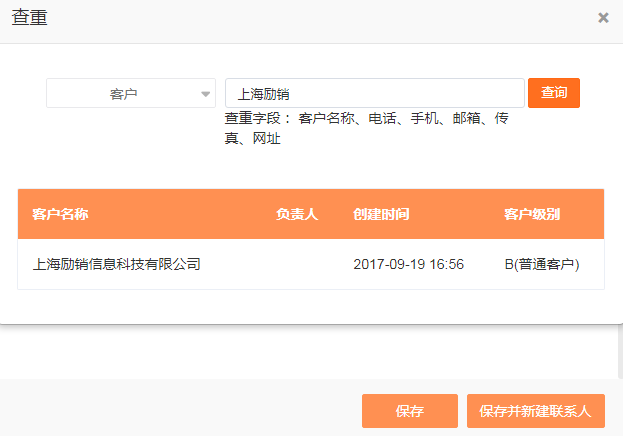 查重
×
客户
上海励销
查询
查重字段 ： 客户名称、电话、手机、邮箱、传
真、网址
客户名称 负责人 创建时间 客户级别
上海励销信息科技有限公司 2017-09-19 16:56 B(普通客户)
保存 保存并新建联系人